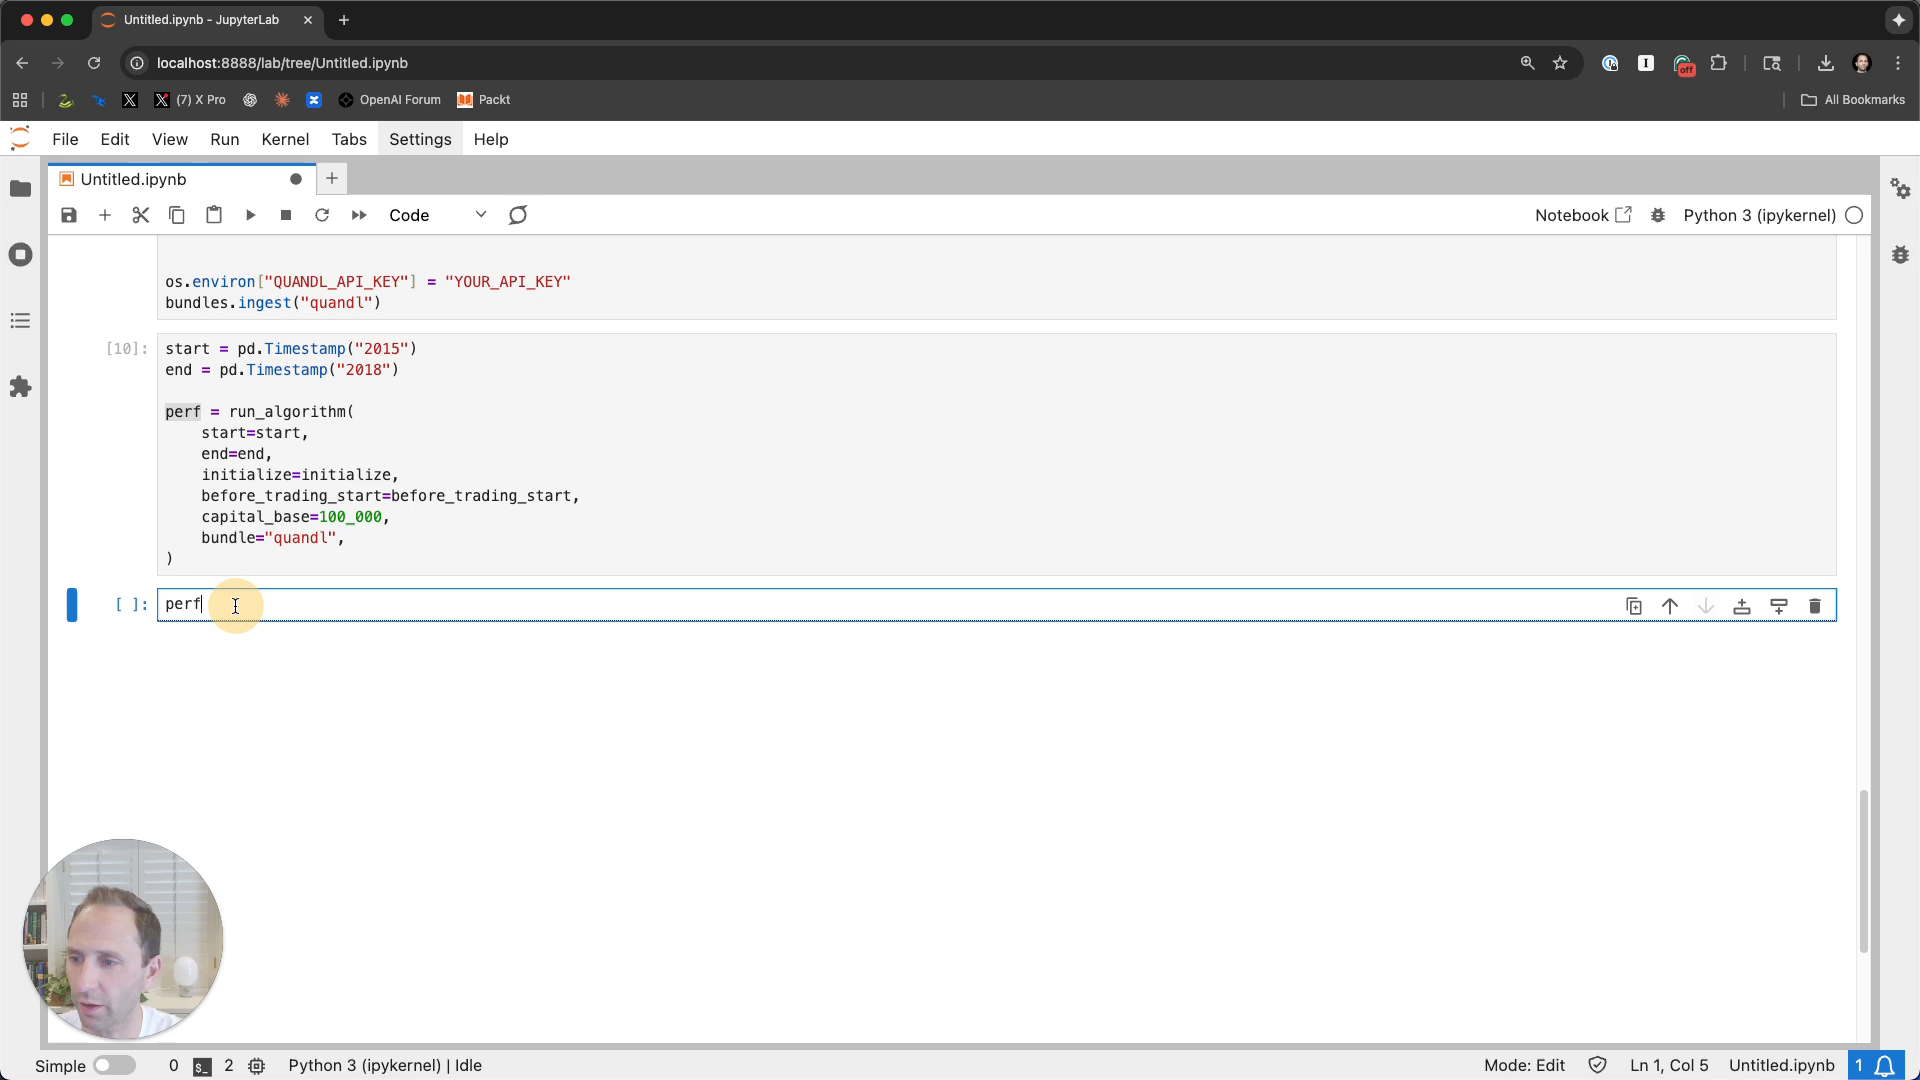 Untitled.ipynb - JupyterLab
localhost:8888/lab/tree/Untitled.ipynb
off
(7) X Pro
OpenAI Forum
Packt
All Bookmarks
File Edit View Run Kernel Tabs Settings Help
Untitled.ipynb
Code
Notebook
Python 3 (ipykernel)
os.environ["QUANDL_API_KEY"] = "YOUR_API_KEY"
bundles.ingest("quandl")
[10]: start = pd.Timestamp("2015")
end = pd.Timestamp("2018")
perf = run_algorithm(
start=start,
end=end,
initialize=initialize,
before_trading_start=before_trading_start,
capital_base=100_000,
bundle="quandl",
)
[ ]: perf
Simple 0 $_ 2 Python 3 (ipykernel) | Idle
Mode: Edit Ln 1, Col 5 Untitled.ipynb 1